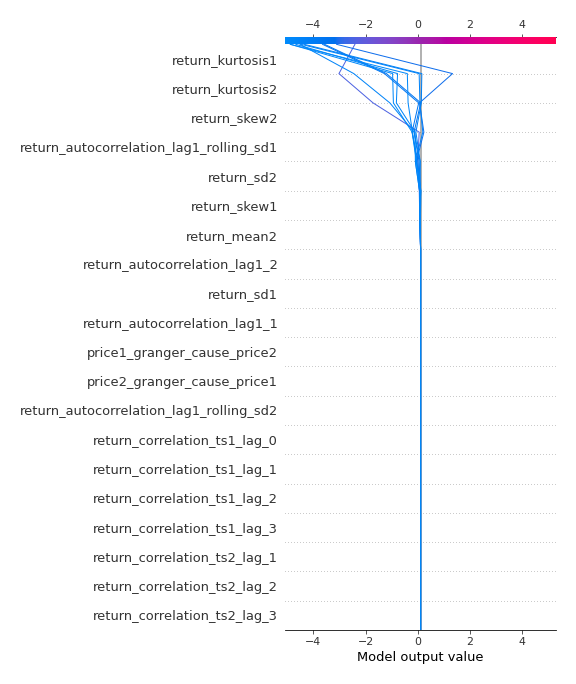 −4 −2 0 2 4
return_kurtosis1
return_kurtosis2
return_skew2
return_autocorrelation_lag1_rolling_sd1
return_sd2
return_skew1
return_mean2
return_autocorrelation_lag1_2
return_sd1
return_autocorrelation_lag1_1
price1_granger_cause_price2
price2_granger_cause_price1
return_autocorrelation_lag1_rolling_sd2
return_correlation_ts1_lag_0
return_correlation_ts1_lag_1
return_correlation_ts1_lag_2
return_correlation_ts1_lag_3
return_correlation_ts2_lag_1
return_correlation_ts2_lag_2
return_correlation_ts2_lag_3
−4 −2 0 2 4
Model output value